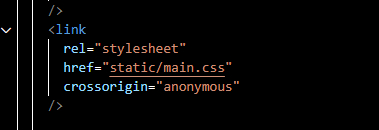 />
<link
rel="stylesheet"
href="static/main.css"
crossorigin="anonymous"
/>